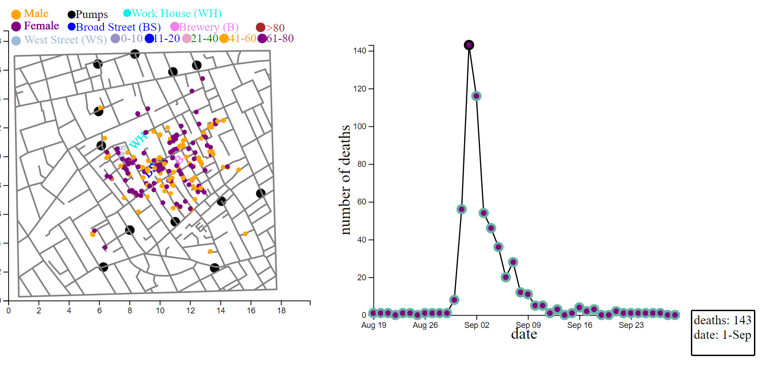 Male Pumps Work House (WH)
Female Broad Street (BS) Brewery (B) >80
West Street (WS) 0-10 11-20 21-40 41-60 61-80
WH
0 2 4 6 8 10 12 14 16 18
number of deaths
140
120
100
80
60
40
20
0
Aug 19 Aug 26 Sep 02 Sep 09 Sep 16 Sep 23
date
deaths: 143
date: 1-Sep